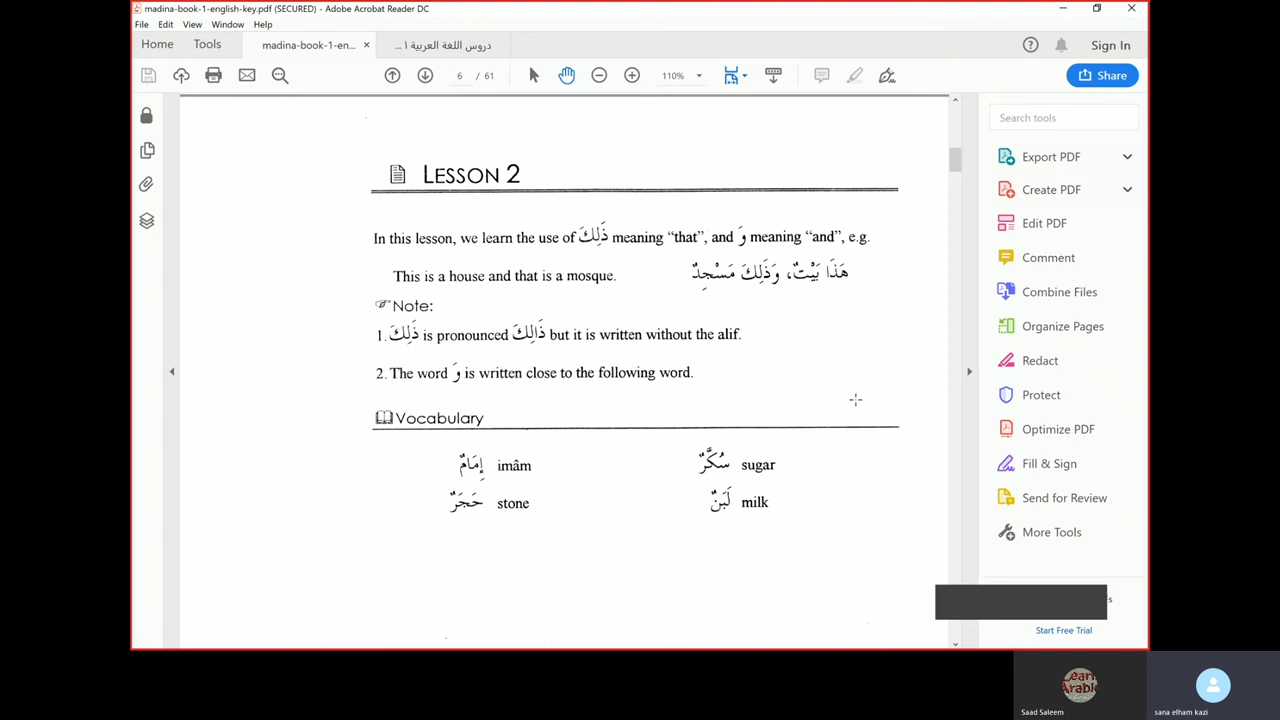 madina-book-1-english-key.pdf (SECURED) - Adobe Acrobat Reader DC
File Edit View Window Help
Home Tools madina-book-1-en... × دروس اللغة العربية ١ ...
Sign In
6 / 61 110% Share
LESSON 2
In this lesson, we learn the use of ذَلِكَ meaning “that”, and وَ meaning “and”, e.g.
This is a house and that is a mosque. هَذَا بَيْتٌ، وَذَلِكَ مَسْجِدٌ
Note:
1. ذَلِكَ is pronounced ذَالِكَ but it is written without the alif.
2. The word وَ is written close to the following word.
Vocabulary
إِمَامٌ imâm سُكَّرٌ sugar
حَجَرٌ stone لَبَنٌ milk
Search tools
Export PDF
Create PDF
Edit PDF
Comment
Combine Files
Organize Pages
Redact
Protect
Optimize PDF
Fill & Sign
Send for Review
More Tools
Start Free Trial
Learn Arabic
Saad Saleem
sana elham kazi